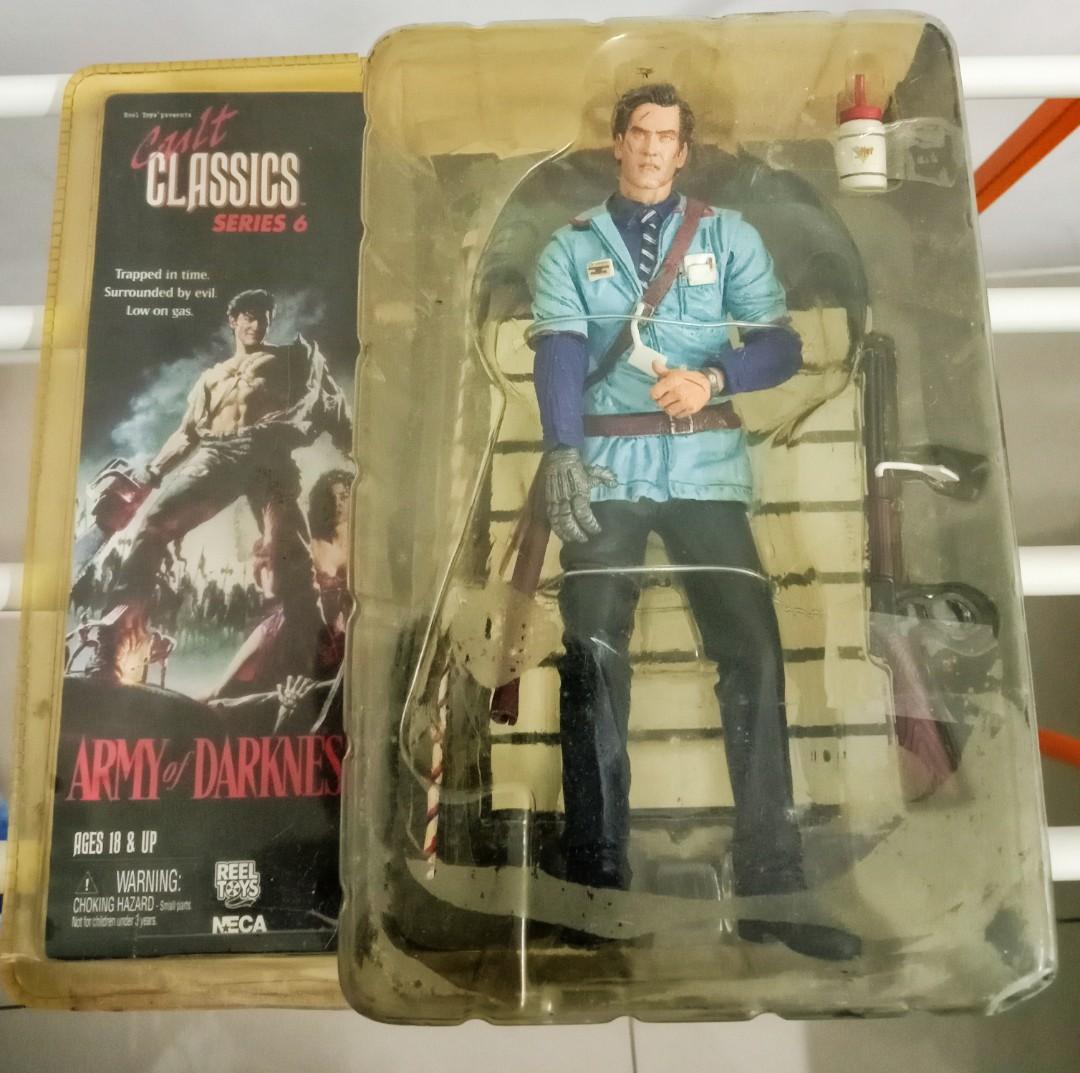 Reel Toys presents
Cult
CLASSICS™
SERIES 6
Trapped in time.
Surrounded by evil.
Low on gas.
ARMY of DARKNES
AGES 18 & UP
WARNING:
CHOKING HAZARD - Small parts
Not for children under 3 years.
REEL
TOYS
NECA